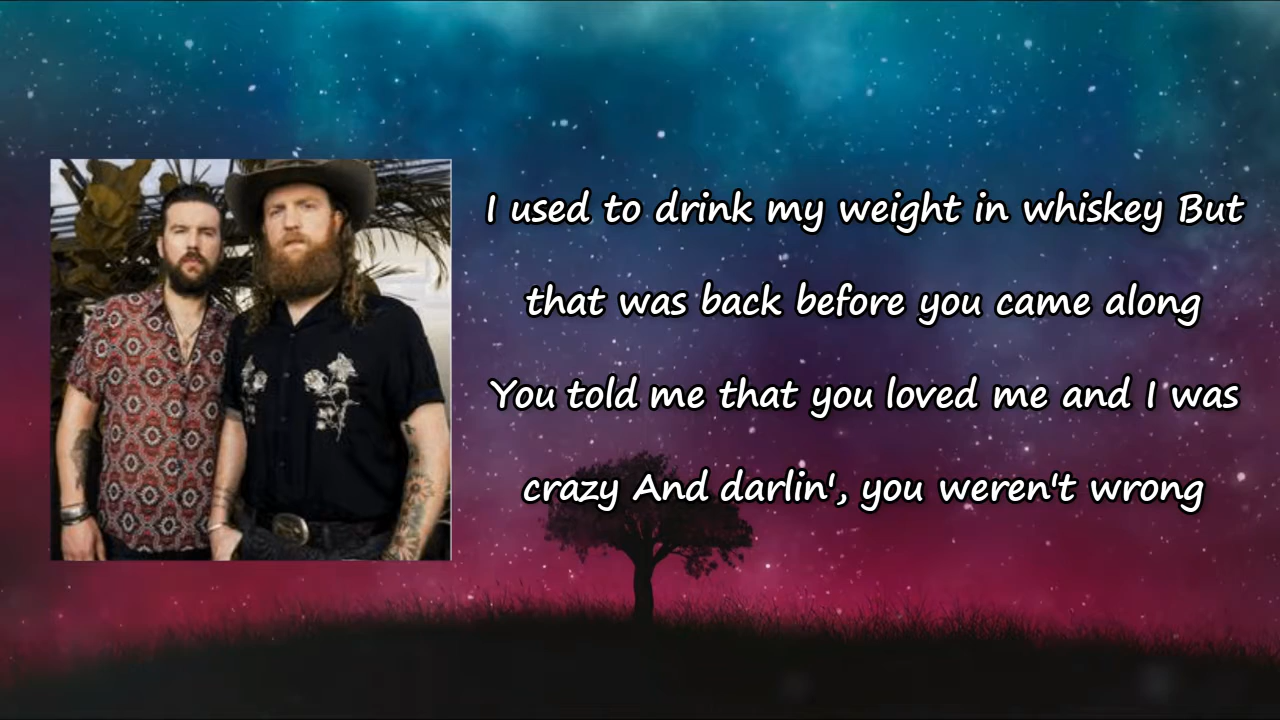 I used to drink my weight in whiskey But
that was back before you came along
You told me that you loved me and I was
crazy And darlin', you weren't wrong